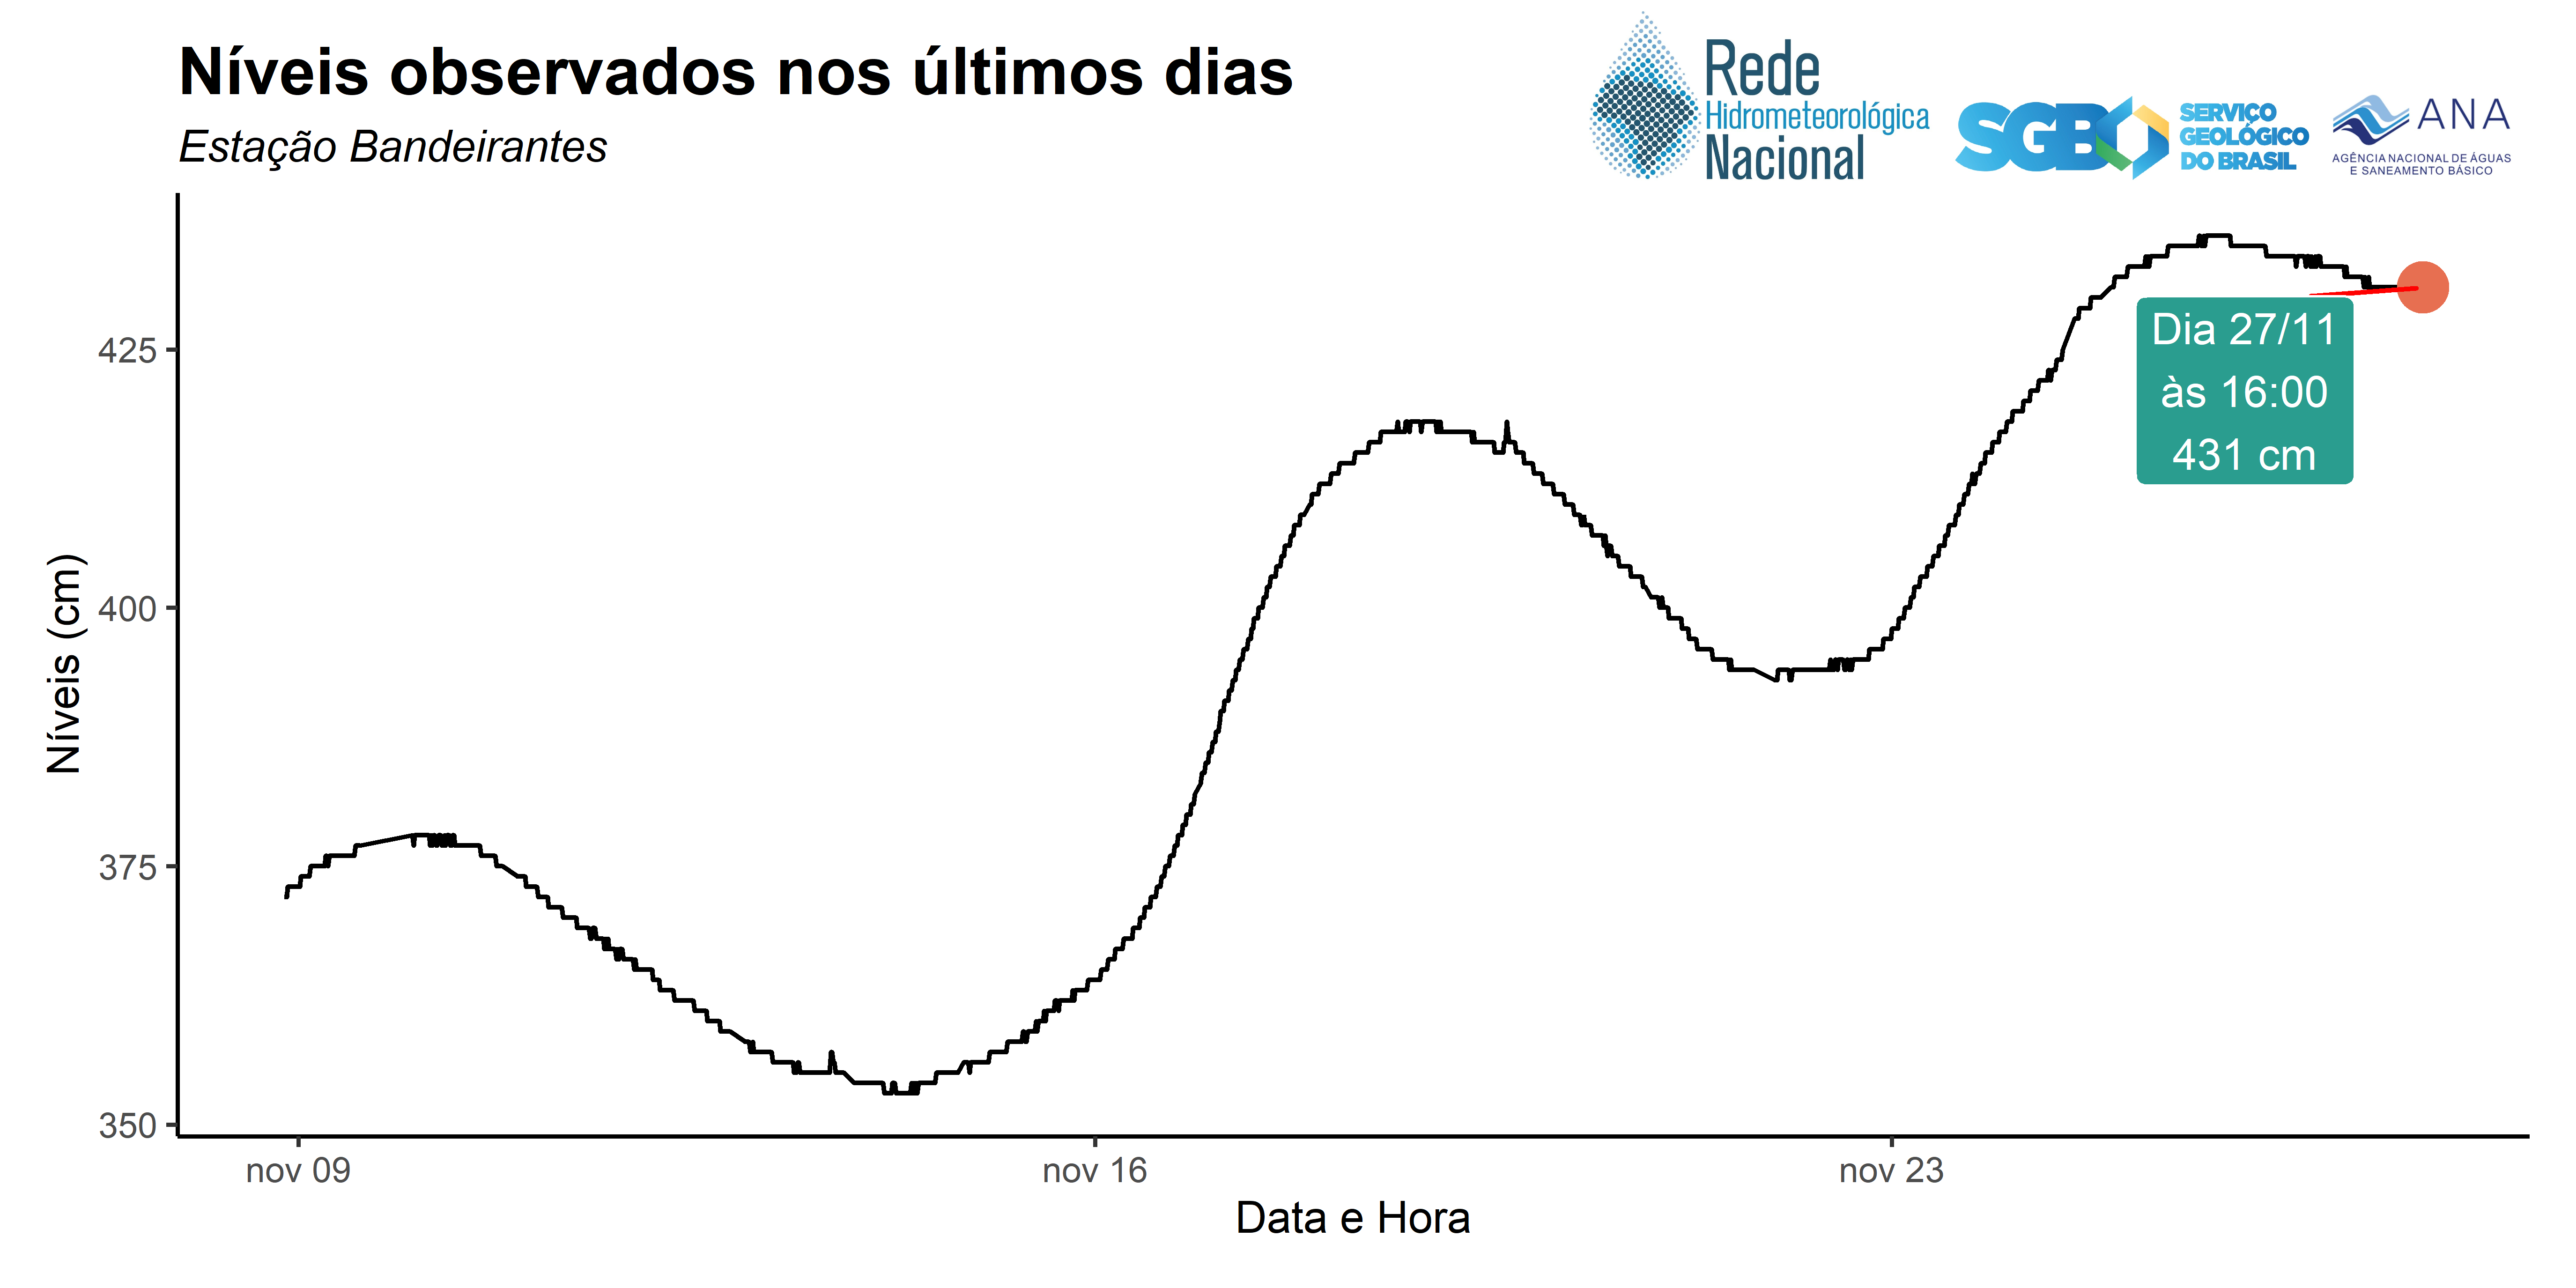 Níveis observados nos últimos dias
Estação Bandeirantes
Rede
Hidrometeorológica
Nacional
SGB
SERVIÇO
GEOLÓGICO
DO BRASIL
ANA
AGÊNCIA NACIONAL DE ÁGUAS
E SANEAMENTO BÁSICO
Níveis (cm)
425
400
375
350
Dia 27/11
às 16:00
431 cm
nov 09
nov 16
nov 23
Data e Hora